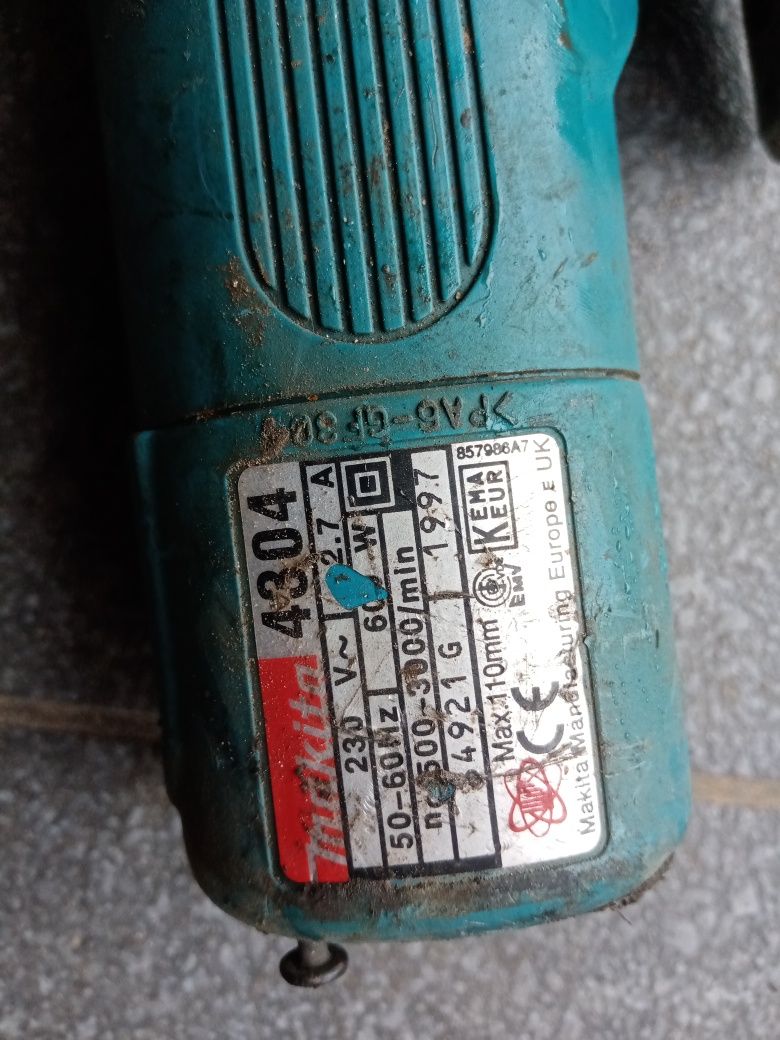 >PA6-GF30<
makita 4304
230 V~ 2.7 A
50-60Hz W
n 500-3000/min
4921 G 1997
Max.110mm EMV KEMA KEUR
857986A7
CE
Makita Manufacturing Europe UK